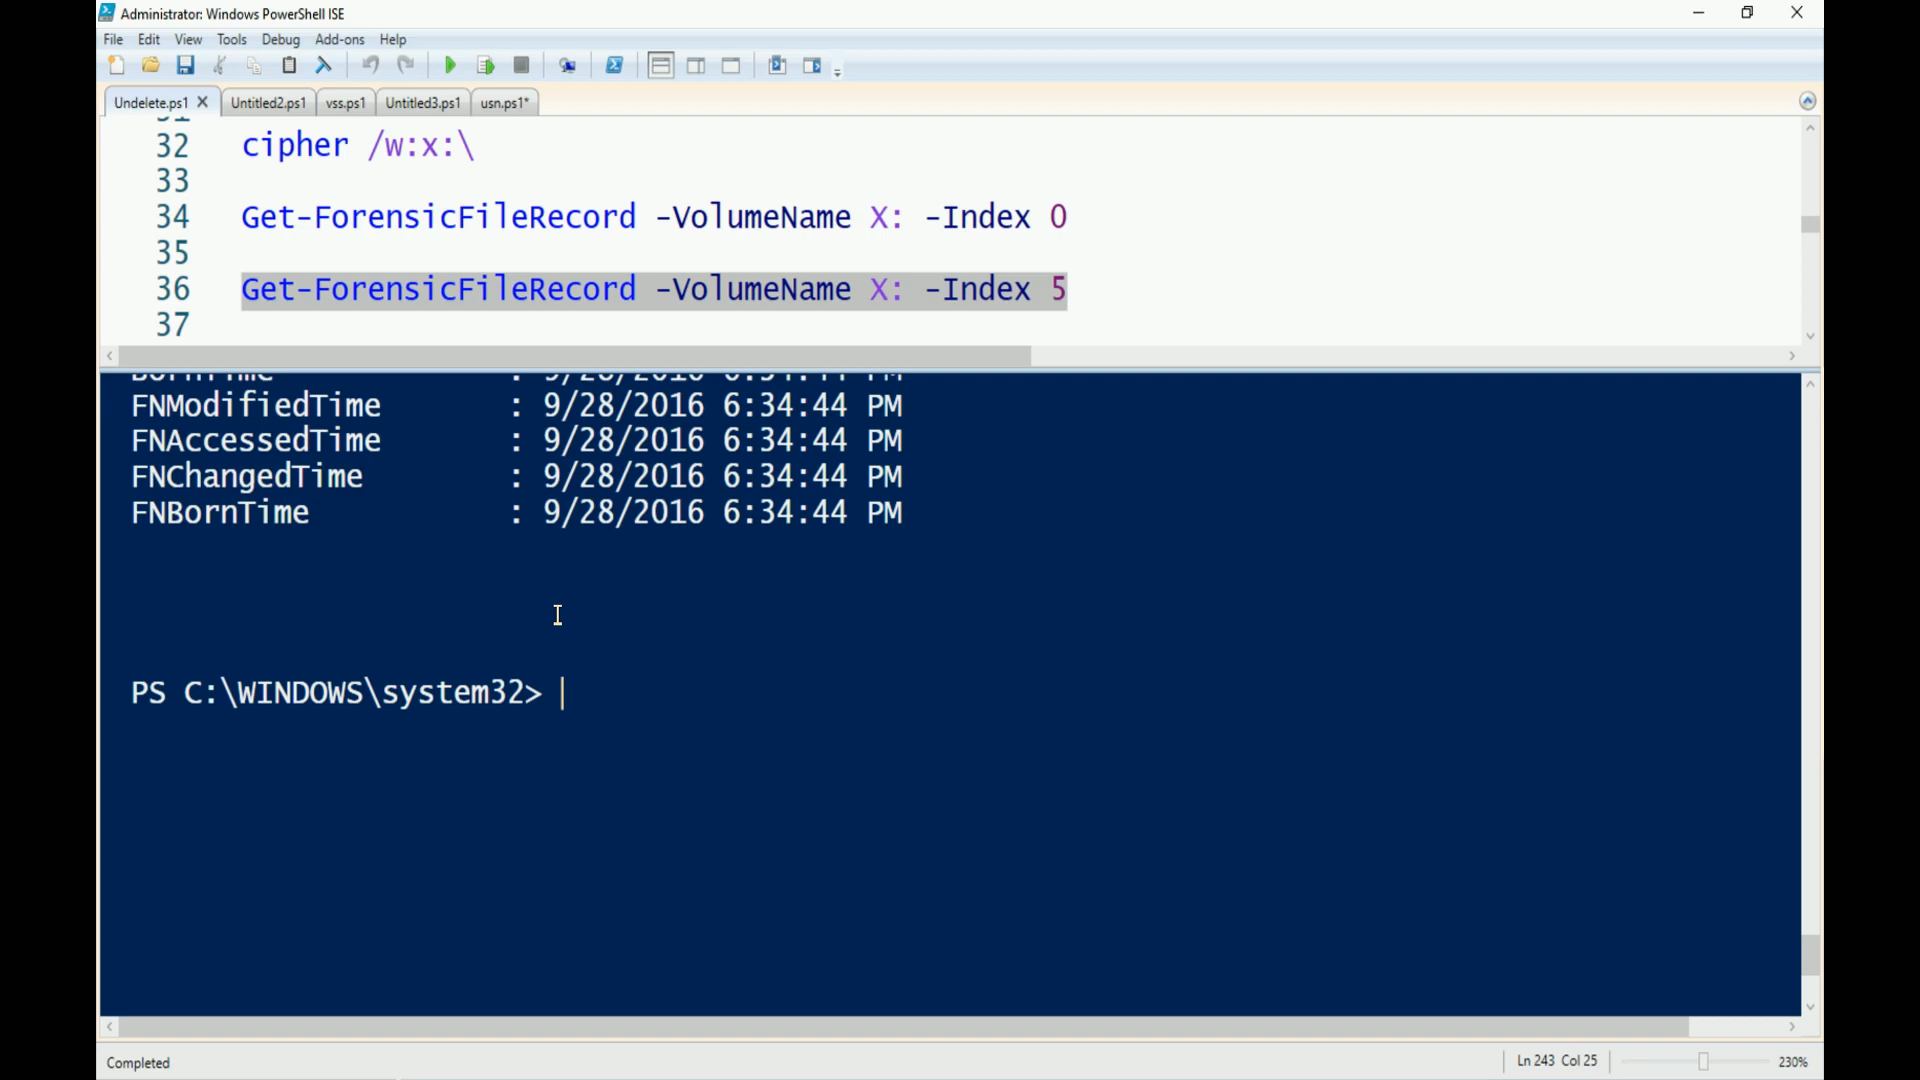 Administrator: Windows PowerShell ISE
File Edit View Tools Debug Add-ons Help
Undelete.ps1 Untitled2.ps1 vss.ps1 Untitled3.ps1 usn.ps1*
32 cipher /w:x:\
33
34 Get-ForensicFileRecord -VolumeName X: -Index 0
35
36 Get-ForensicFileRecord -VolumeName X: -Index 5
37
FNModifiedTime : 9/28/2016 6:34:44 PM
FNAccessedTime : 9/28/2016 6:34:44 PM
FNChangedTime : 9/28/2016 6:34:44 PM
FNBornTime : 9/28/2016 6:34:44 PM
PS C:\WINDOWS\system32>
Completed Ln 243 Col 25 230%